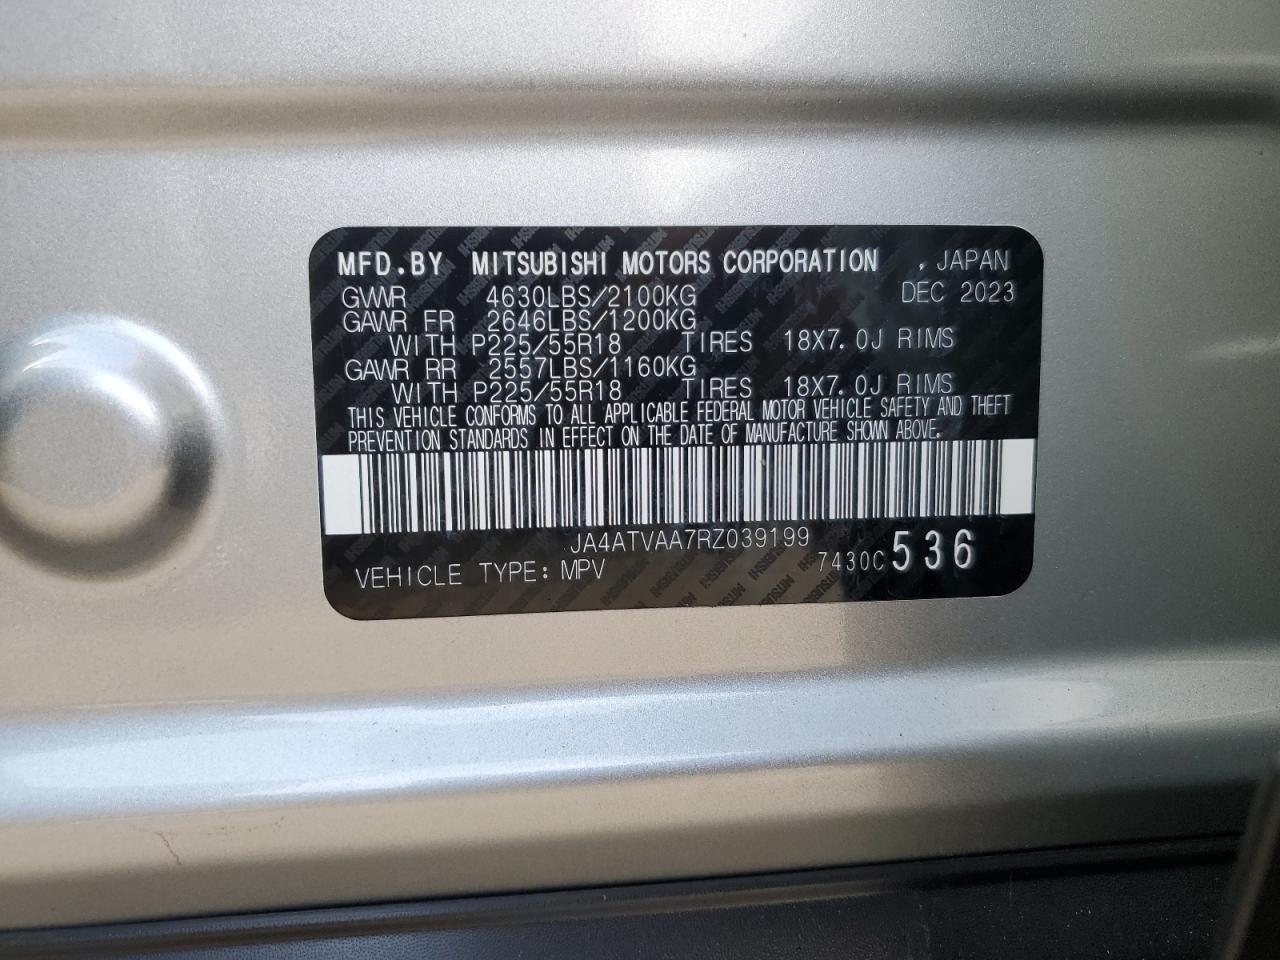 MFD.BY MITSUBISHI MOTORS CORPORATION , JAPAN
GVWR 4630LBS/2100KG DEC 2023
GAWR FR 2646LBS/1200KG
WITH P225/55R18 TIRES 18X7.0J RIMS
GAWR RR 2557LBS/1160KG
WITH P225/55R18 TIRES 18X7.0J RIMS
THIS VEHICLE CONFORMS TO ALL APPLICABLE FEDERAL MOTOR VEHICLE SAFETY AND THEFT
PREVENTION STANDARDS IN EFFECT ON THE DATE OF MANUFACTURE SHOWN ABOVE.
JA4ATVAA7RZ039199
VEHICLE TYPE: MPV 7430C 536